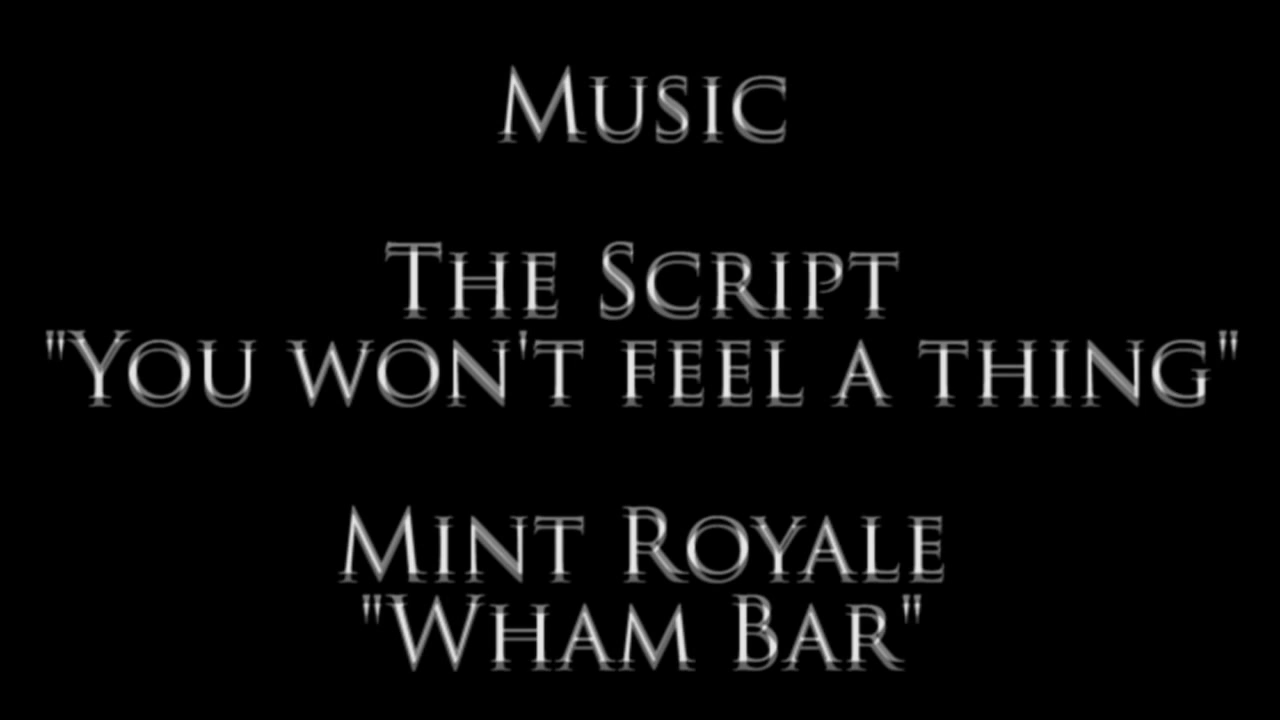 Music
The Script
"You won't feel a thing"
Mint Royale
"Wham Bar"